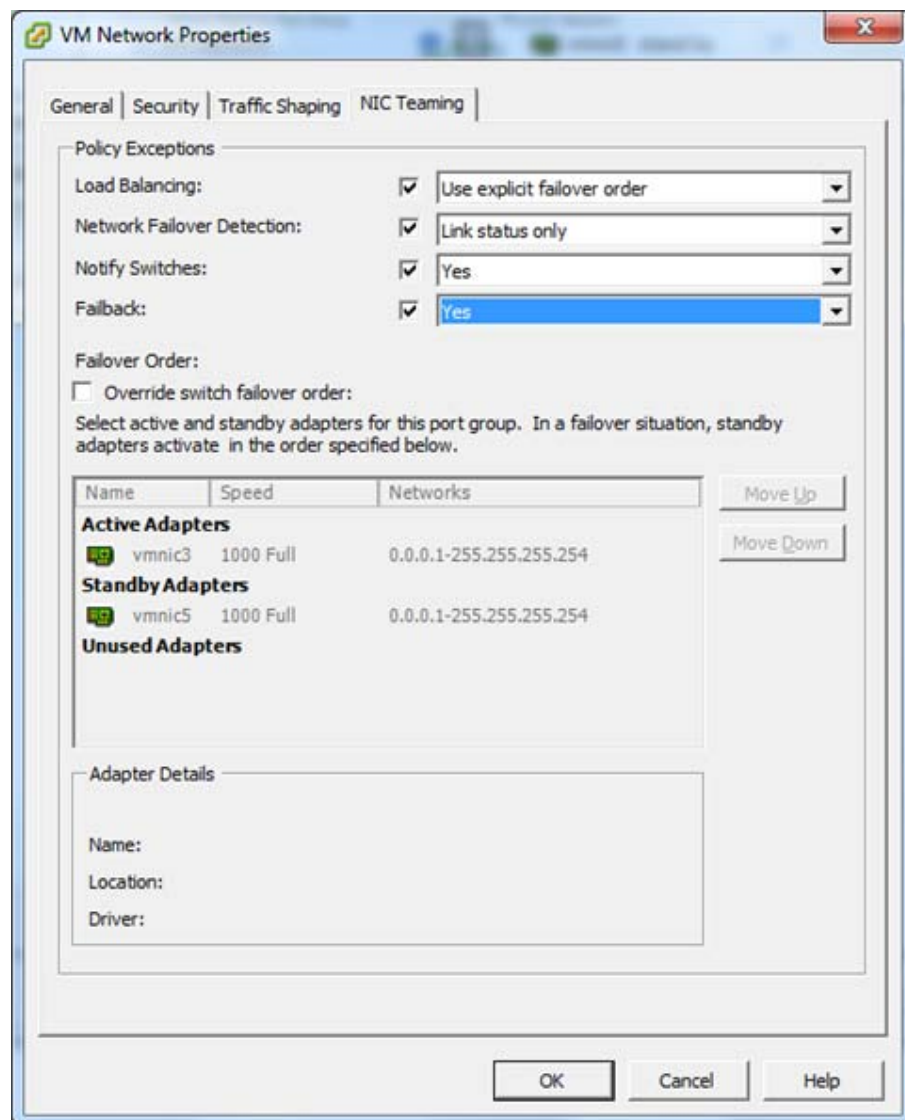 VM Network Properties
General Security Traffic Shaping NIC Teaming
Policy Exceptions
Load Balancing: Use explicit failover order
Network Failover Detection: Link status only
Notify Switches: Yes
Failback: Yes
Failover Order:
Override switch failover order:
Select active and standby adapters for this port group. In a failover situation, standby
adapters activate in the order specified below.
Name Speed Networks Move Up
Active Adapters
vmnic3 1000 Full 0.0.0.1-255.255.255.254 Move Down
Standby Adapters
vmnic5 1000 Full 0.0.0.1-255.255.255.254
Unused Adapters
Adapter Details
Name:
Location:
Driver:
OK Cancel Help